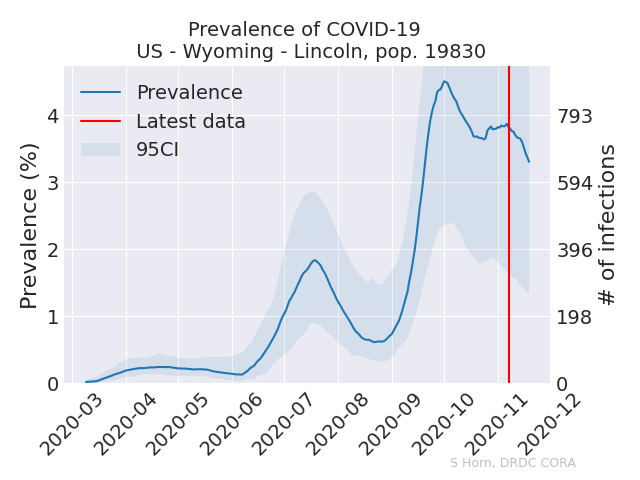 Prevalence of COVID-19
US - Wyoming - Lincoln, pop. 19830
Prevalence
Latest data
95CI
Prevalence (%)
4
3
2
1
0
# of infections
793
594
396
198
0
2020-03
2020-04
2020-05
2020-06
2020-07
2020-08
2020-09
2020-10
2020-11
2020-12
S Horn, DRDC CORA